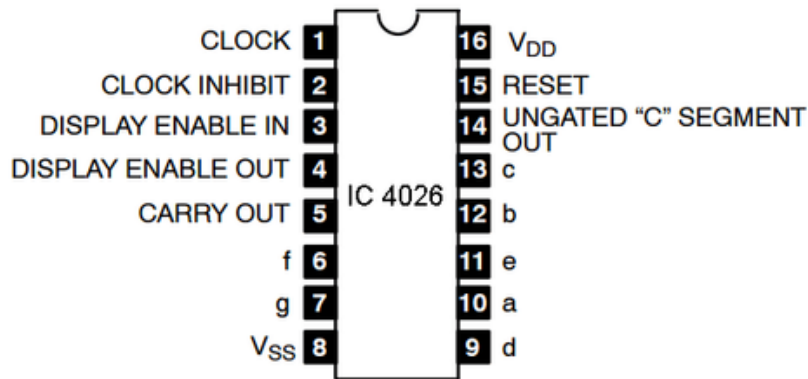 CLOCK 1 16 VDD
CLOCK INHIBIT 2 15 RESET
DISPLAY ENABLE IN 3 14 UNGATED “C” SEGMENT
OUT
DISPLAY ENABLE OUT 4 13 c
IC 4026
CARRY OUT 5 12 b
f 6 11 e
g 7 10 a
VSS 8 9 d